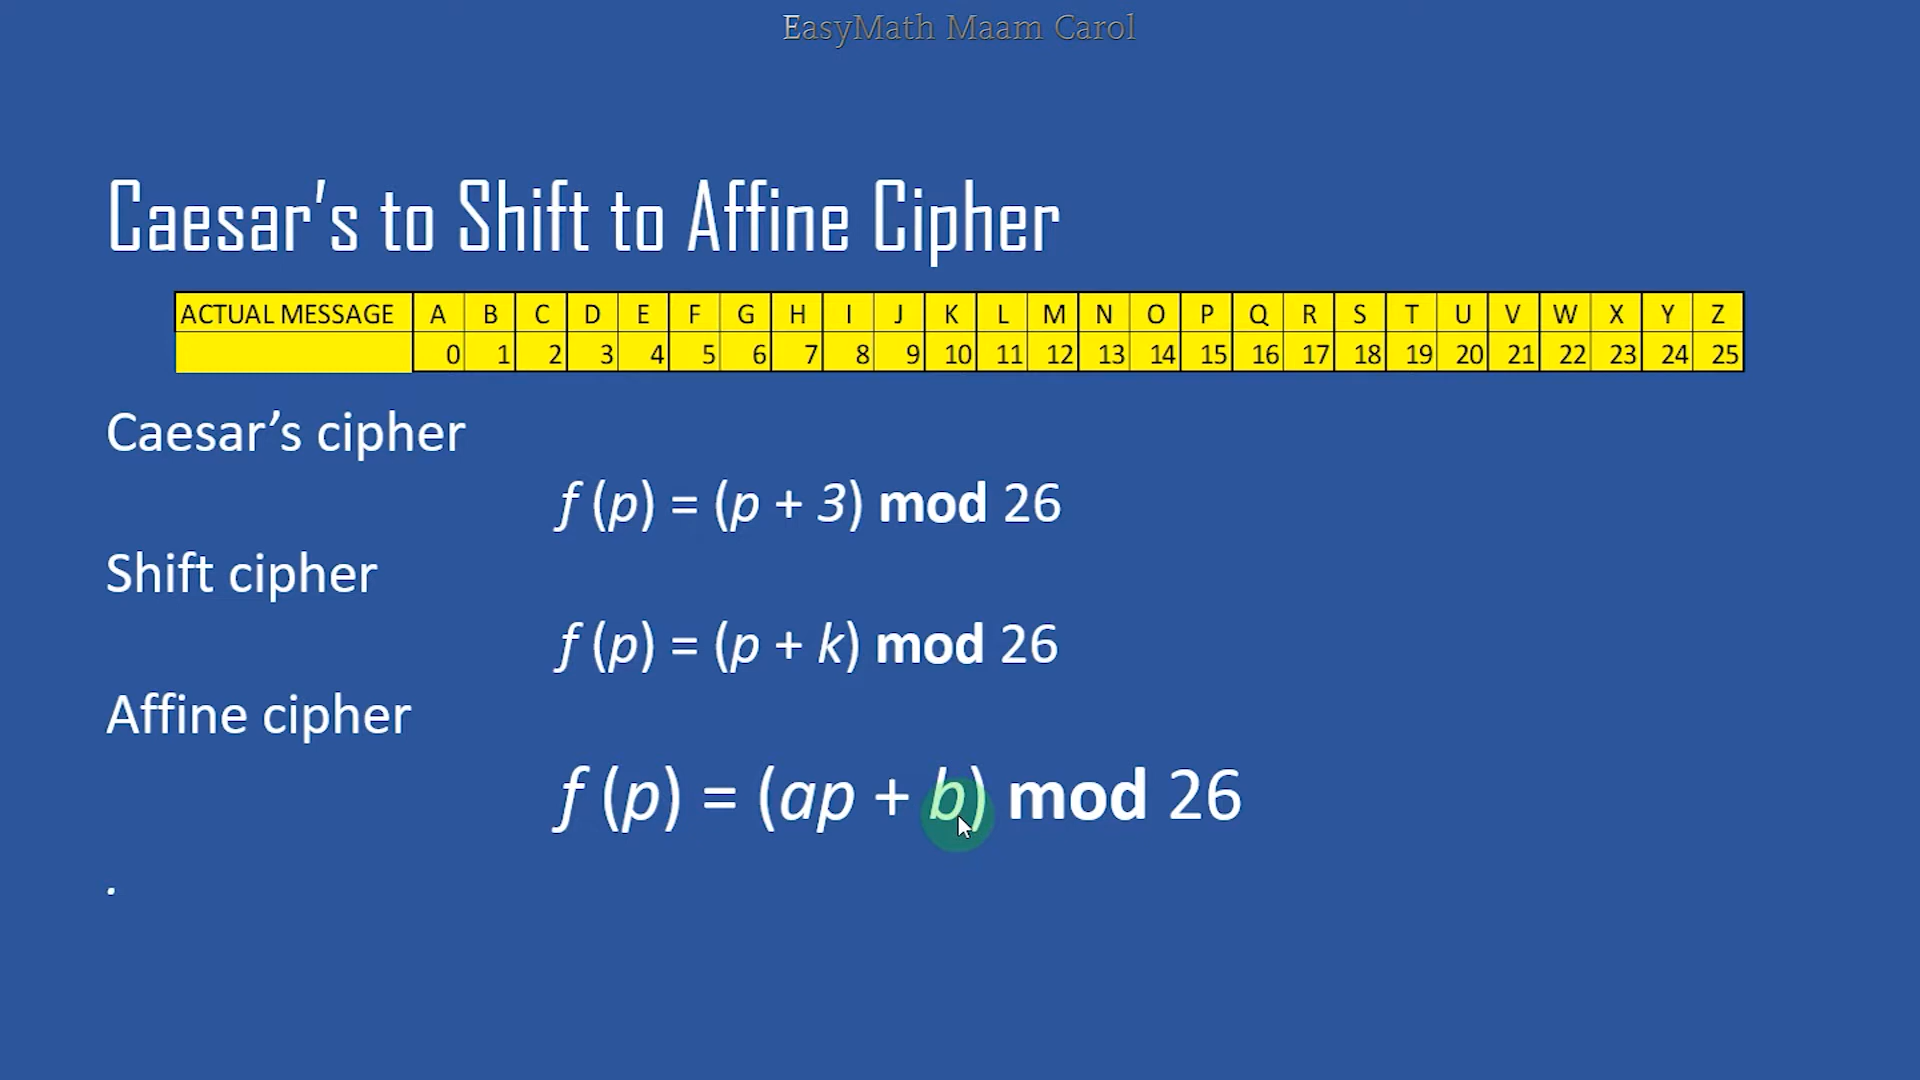 EasyMath Maam Carol
Caesar’s to Shift to Affine Cipher
ACTUAL MESSAGE A B C D E F G H I J K L M N O P Q R S T U V W X Y Z
0 1 2 3 4 5 6 7 8 9 10 11 12 13 14 15 16 17 18 19 20 21 22 23 24 25
Caesar’s cipher
f (p) = (p + 3) mod 26
Shift cipher
f (p) = (p + k) mod 26
Affine cipher
f (p) = (ap + b) mod 26
.